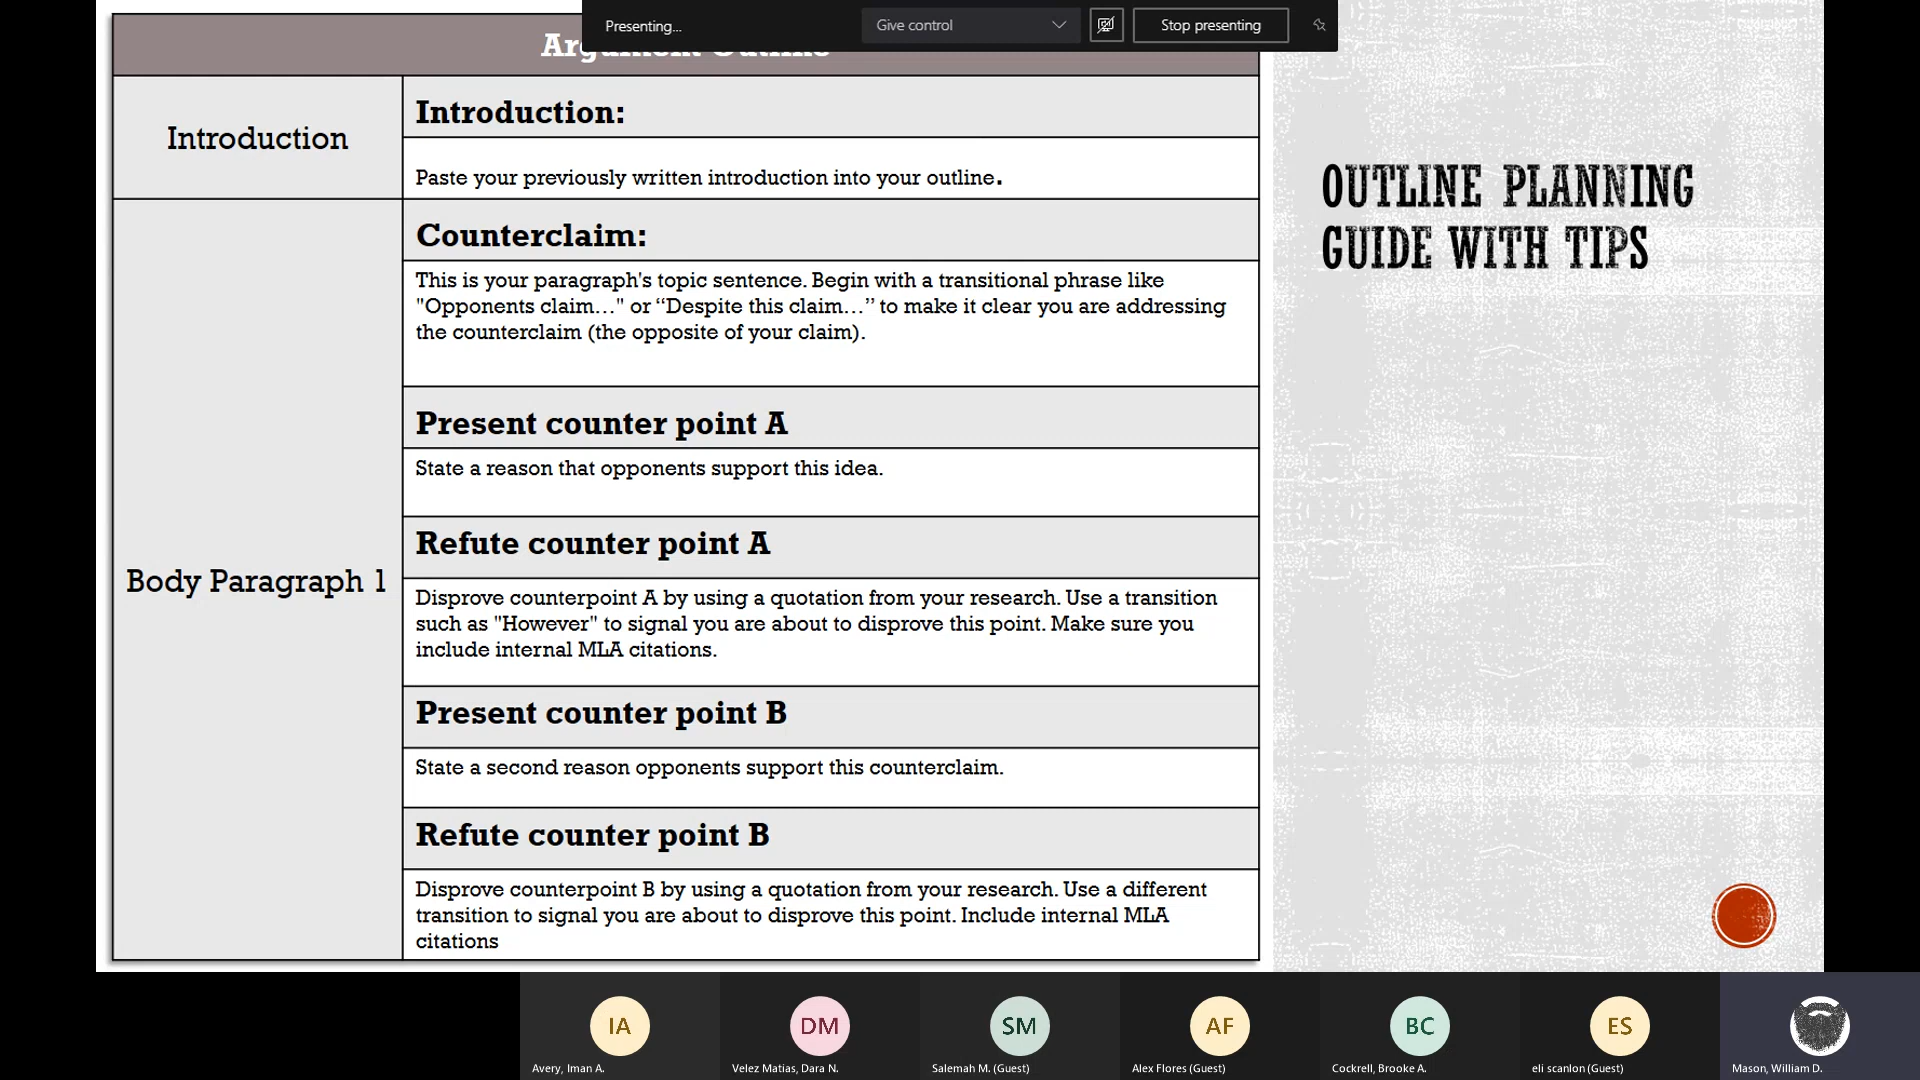 Presenting...
Give control
Stop presenting
Argument Outline
Introduction
Introduction:
Paste your previously written introduction into your outline.
Body Paragraph 1
Counterclaim:
This is your paragraph's topic sentence. Begin with a transitional phrase like
"Opponents claim…" or “Despite this claim…” to make it clear you are addressing
the counterclaim (the opposite of your claim).
Present counter point A
State a reason that opponents support this idea.
Refute counter point A
Disprove counterpoint A by using a quotation from your research. Use a transition
such as "However" to signal you are about to disprove this point. Make sure you
include internal MLA citations.
Present counter point B
State a second reason opponents support this counterclaim.
Refute counter point B
Disprove counterpoint B by using a quotation from your research. Use a different
transition to signal you are about to disprove this point. Include internal MLA
citations
OUTLINE PLANNING
GUIDE WITH TIPS
IA
Avery, Iman A.
DM
Velez Matias, Dara N.
SM
Salemah M. (Guest)
AF
Alex Flores (Guest)
BC
Cockrell, Brooke A.
ES
eli scanlon (Guest)
Mason, William D.